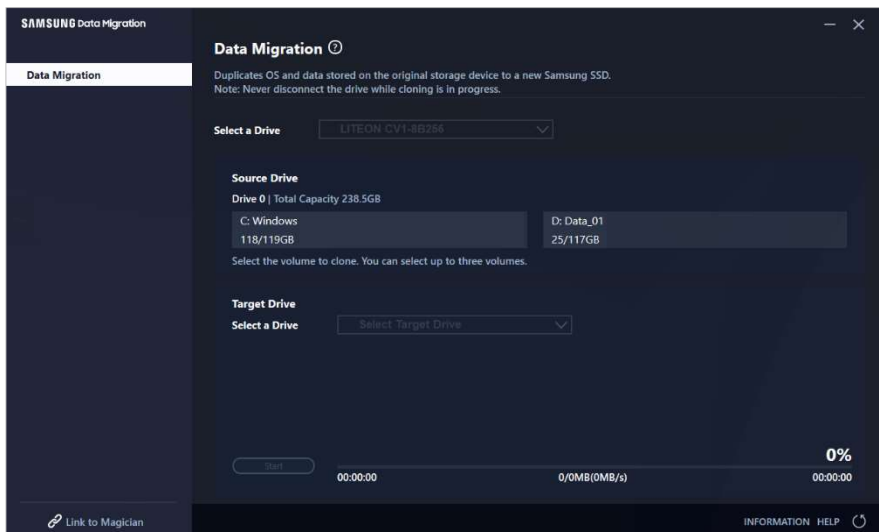 SAMSUNG Data Migration
Data Migration
Data Migration ?
Duplicates OS and data stored on the original storage device to a new Samsung SSD.
Note: Never disconnect the drive while cloning is in progress.
Select a Drive LITEON CV1-8B256
Source Drive
Drive 0 | Total Capacity 238.5GB
C: Windows D: Data_01
118/119GB 25/117GB
Select the volume to clone. You can select up to three volumes.
Target Drive
Select a Drive Select Target Drive
0%
Start
00:00:00 0/0MB(0MB/s) 00:00:00
Link to Magician INFORMATION HELP